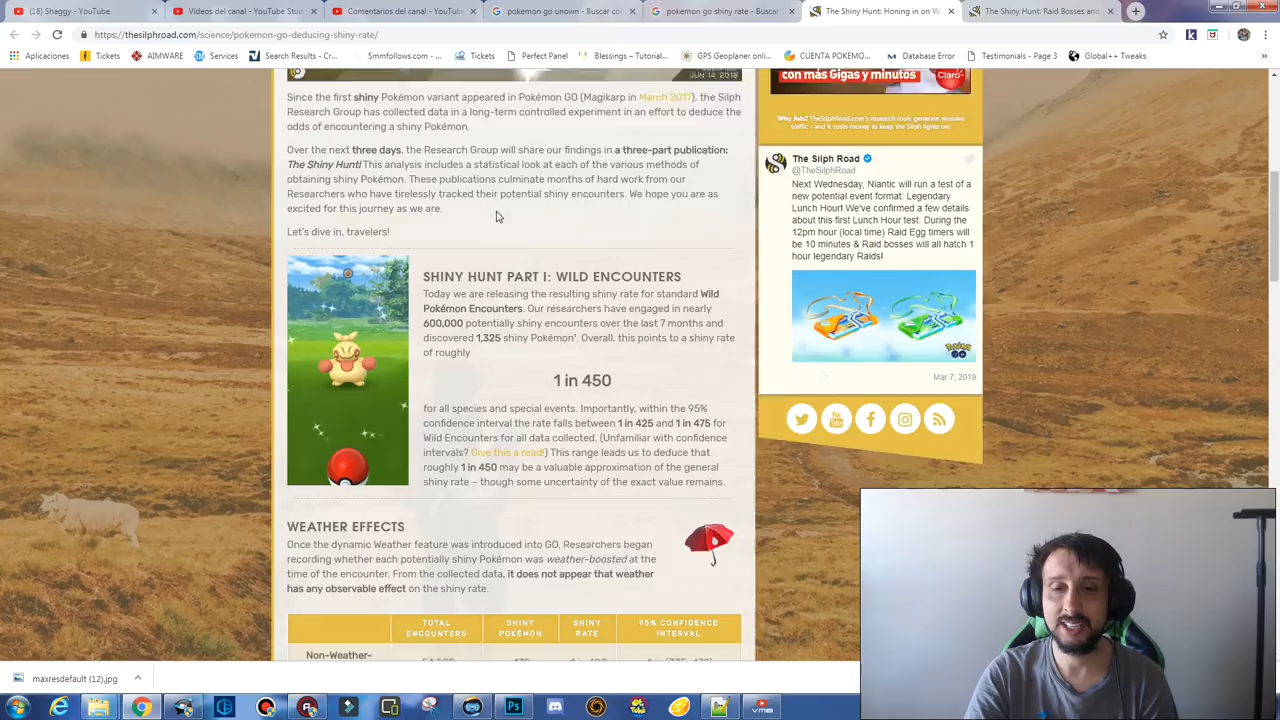 (18) Shaggy - YouTube
Vídeos del canal - YouTube Stu
Comentarios del canal - YouTub
pokemon go unown - Buscar co
pokemon go shiny rate - Buscar
The Shiny Hunt: Honing in on W
The Shiny Hunt: Raid Bosses and
https://thesilphroad.com/science/pokemon-go-deducing-shiny-rate/
Aplicaciones
Tickets
AIMWARE
Services
Search Results - Cr...
Smmfollows.com - ...
Tickets
Perfect Panel
Blessings – Tutorial...
GPS Geoplaner onli...
CUENTA POKEMO...
Database Error
Testimonials - Page 3
Global++ Tweaks
JUN 14, 2018
Since the first shiny Pokémon variant appeared in Pokémon GO (Magikarp in March 2017), the Silph
Research Group has collected data in a long-term controlled experiment in an effort to deduce the
odds of encountering a shiny Pokémon.
Over the next three days, the Research Group will share our findings in a three-part publication:
The Shiny Hunt! This analysis includes a statistical look at each of the various methods of
obtaining shiny Pokémon. These publications culminate months of hard work from our
Researchers who have tirelessly tracked their potential shiny encounters. We hope you are as
excited for this journey as we are.
Let's dive in, travelers!
SHINY HUNT PART I: WILD ENCOUNTERS
Today we are releasing the resulting shiny rate for standard Wild
Pokémon Encounters. Our researchers have engaged in nearly
600,000 potentially shiny encounters over the last 7 months and
discovered 1,325 shiny Pokémon¹. Overall, this points to a shiny rate
of roughly
1 in 450
for all species and special events. Importantly, within the 95%
confidence interval the rate falls between 1 in 425 and 1 in 475 for
Wild Encounters for all data collected. (Unfamiliar with confidence
intervals? Give this a read!) This range leads us to deduce that
roughly 1 in 450 may be a valuable approximation of the general
shiny rate – though some uncertainty of the exact value remains.
WEATHER EFFECTS
Once the dynamic Weather feature was introduced into GO, Researchers began
recording whether each potentially shiny Pokémon was weather-boosted at the
time of the encounter. From the collected data, it does not appear that weather
has any observable effect on the shiny rate.
TOTAL ENCOUNTERS
SHINY POKÉMON
SHINY RATE
95% CONFIDENCE INTERVAL
Non-Weather-
con más Gigas y minutos
Claro
Why Ads? TheSilphRoad.com's research tools generate massive
traffic - and it costs money to keep the Silph lights on!
The Silph Road
@TheSilphRoad
Next Wednesday, Niantic will run a test of a
new potential event format: Legendary
Lunch Hour! We've confirmed a few details
about this first Lunch Hour test: During the
12pm hour (local time) Raid Egg timers will
be 10 minutes & Raid bosses will all hatch 1
hour legendary Raids!
Pokémon GO
Mar 7, 2019
maxresdefault (12).jpg